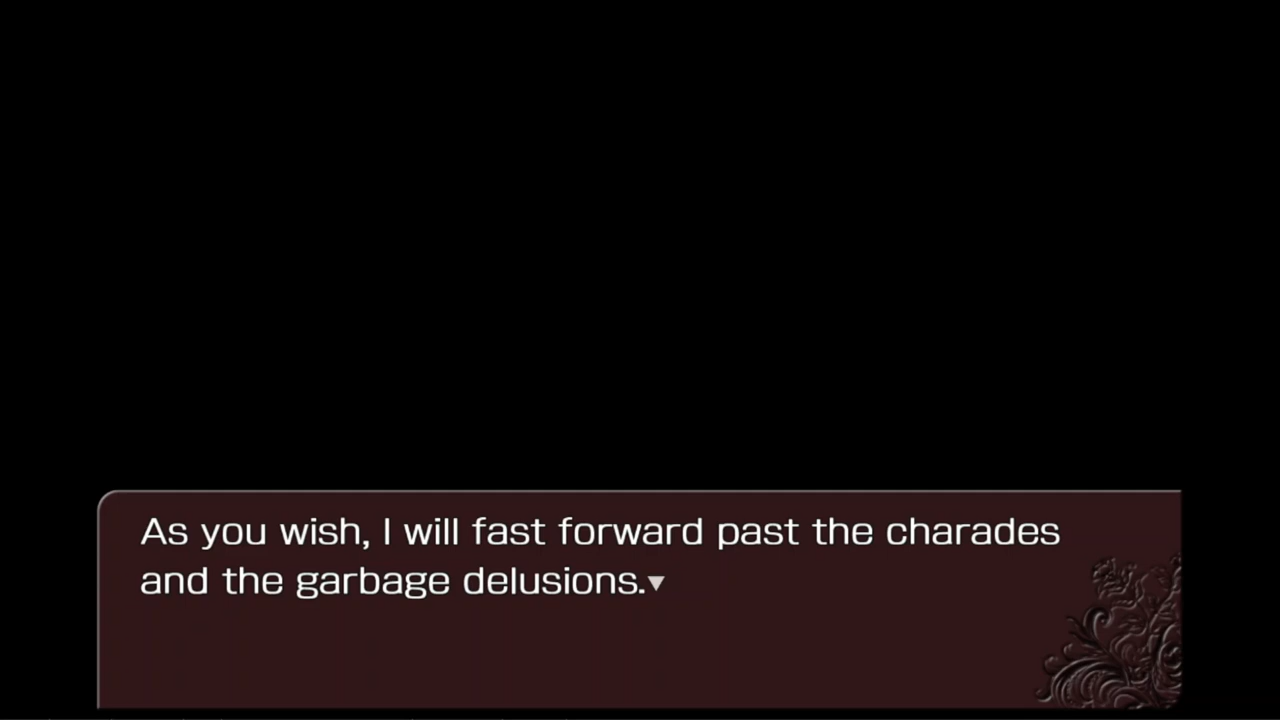 As you wish, I will fast forward past the charades
and the garbage delusions.